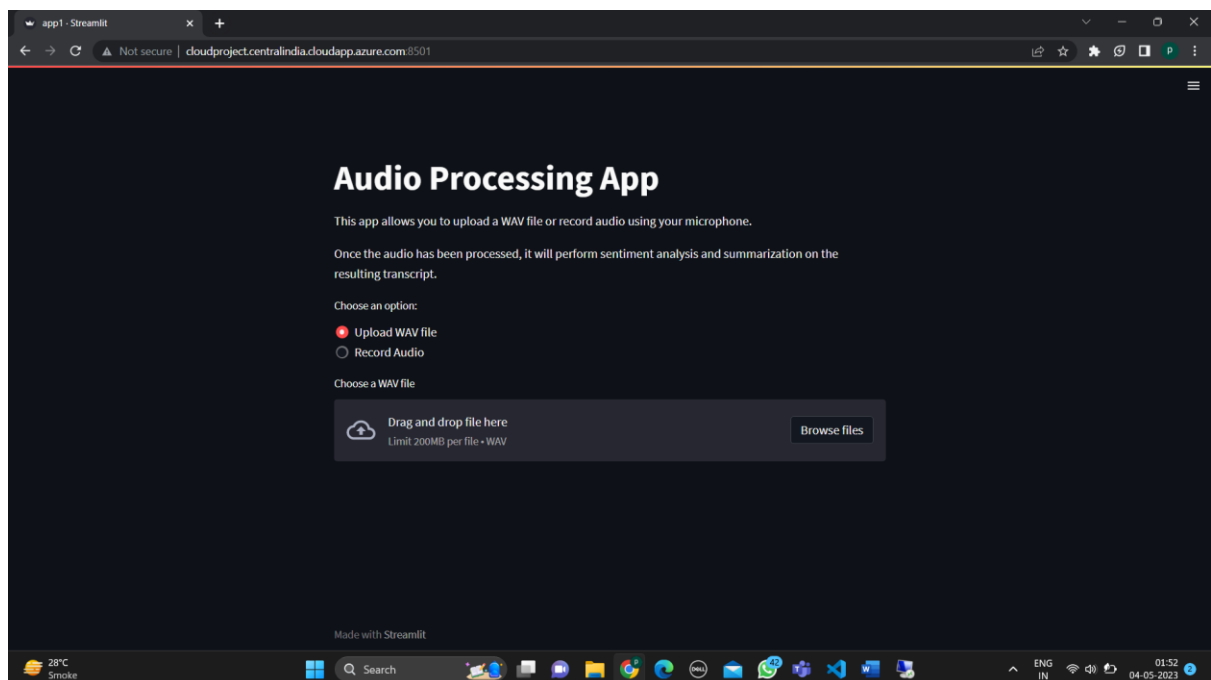 app1 - Streamlit
Not secure | cloudproject.centralindia.cloudapp.azure.com:8501
P
Audio Processing App
This app allows you to upload a WAV file or record audio using your microphone.
Once the audio has been processed, it will perform sentiment analysis and summarization on the
resulting transcript.
Choose an option:
Upload WAV file
Record Audio
Choose a WAV file
Drag and drop file here
Limit 200MB per file • WAV
Browse files
Made with Streamlit
28°C
Smoke
Search
P
DELL
42
W
ENG
IN
01:52
04-05-2023
2